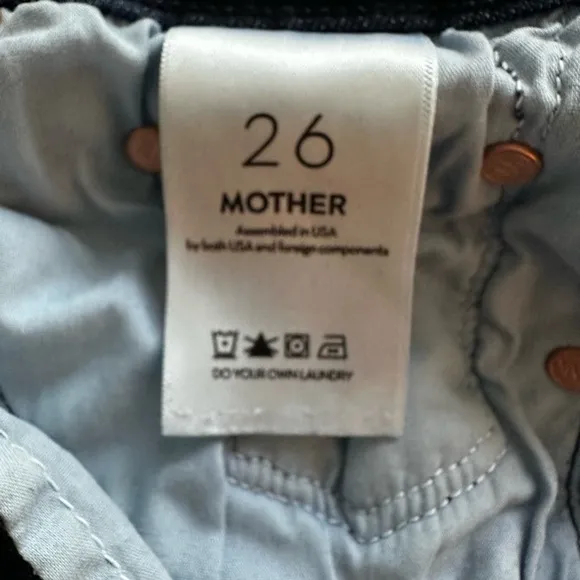 26
MOTHER
Assembled in USA
by both USA and foreign components
DO YOUR OWN LAUNDRY